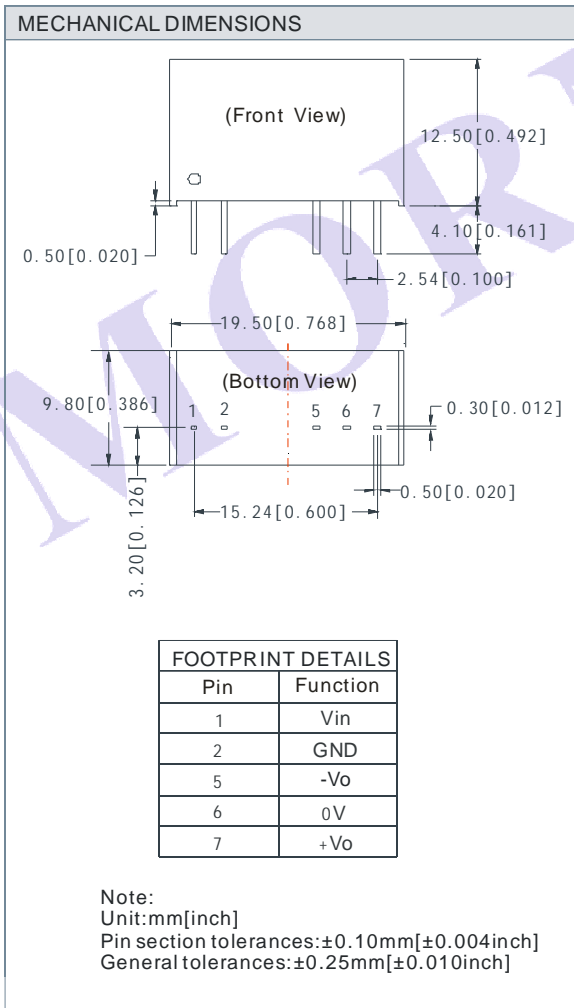 MECHANICAL DIMENSIONS
(Front View)
12.50[0.492]
4.10[0.161]
0.50[0.020]
2.54[0.100]
19.50[0.768]
(Bottom View)
9.80[0.386]
1 2 5 6 7
0.30[0.012]
0.50[0.020]
15.24[0.600]
3.20[0.126]
FOOTPRINT DETAILS
Pin Function
1 Vin
2 GND
5 -Vo
6 0V
7 +Vo
Note:
Unit:mm[inch]
Pin section tolerances:±0.10mm[±0.004inch]
General tolerances:±0.25mm[±0.010inch]
MOR